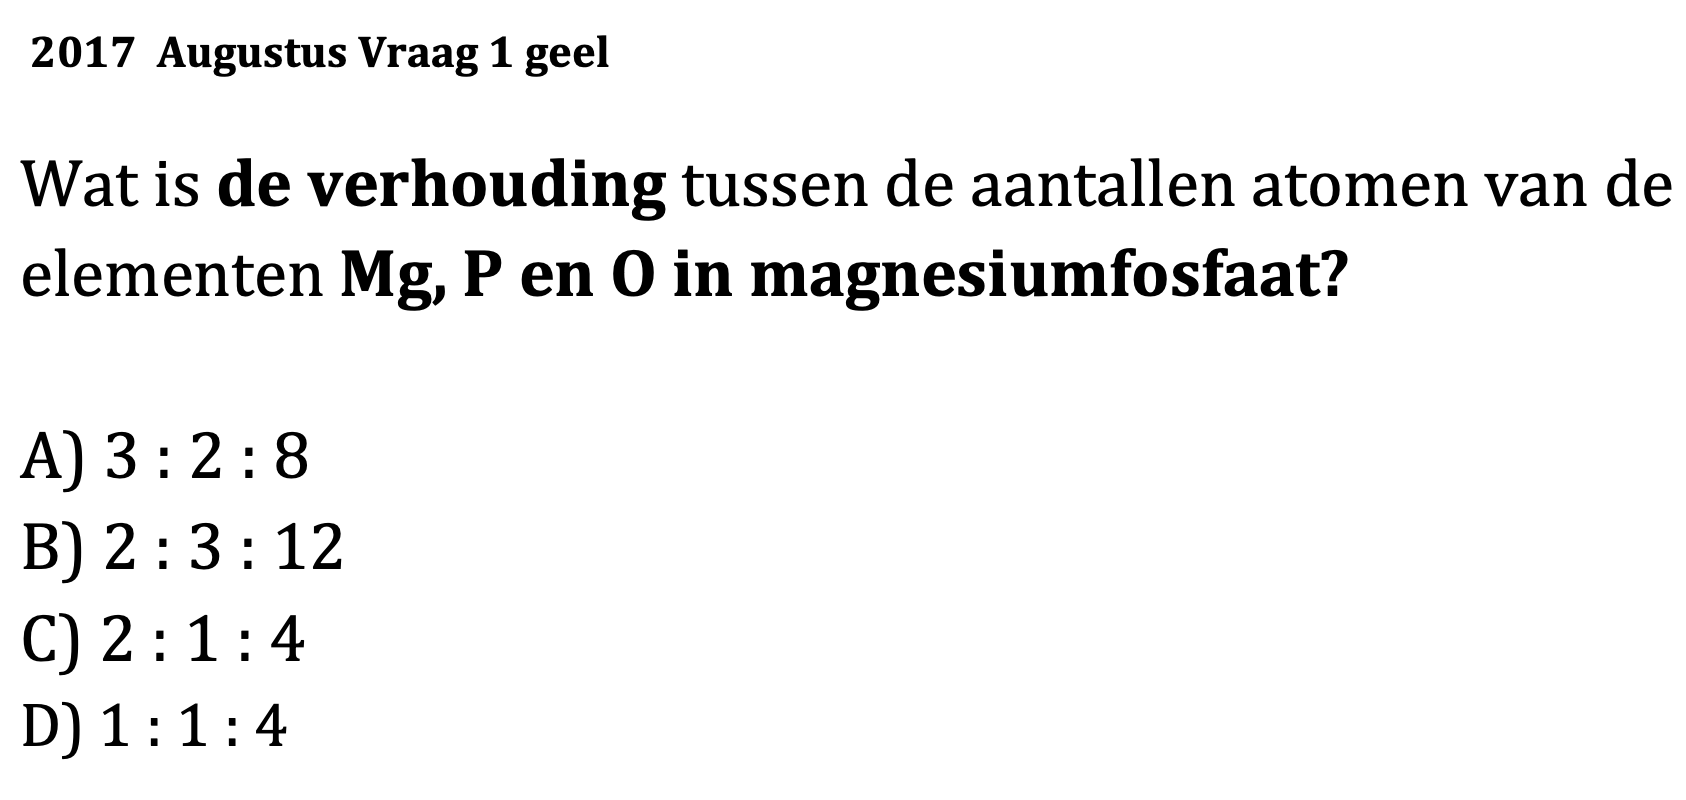 2017 Augustus Vraag 1 geel
Wat is de verhouding tussen de aantallen atomen van de
elementen Mg, P en O in magnesiumfosfaat?
A) 3 : 2 : 8
B) 2 : 3 : 12
C) 2 : 1 : 4
D) 1 : 1 : 4